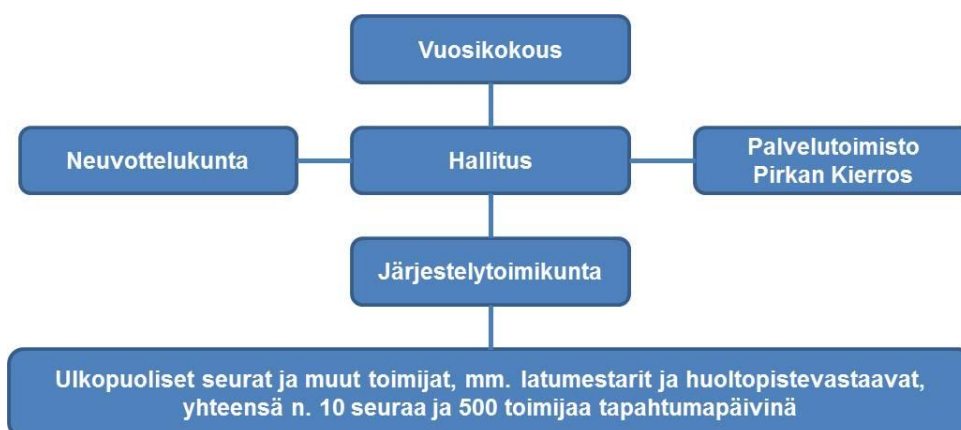 Vuosikokous
Neuvottelukunta
Hallitus
Palvelutoimisto
Pirkan Kierros
Järjestelytoimikunta
Ulkopuoliset seurat ja muut toimijat, mm. latumestarit ja huoltopistevastaavat,
yhteensä n. 10 seuraa ja 500 toimijaa tapahtumapäivinä